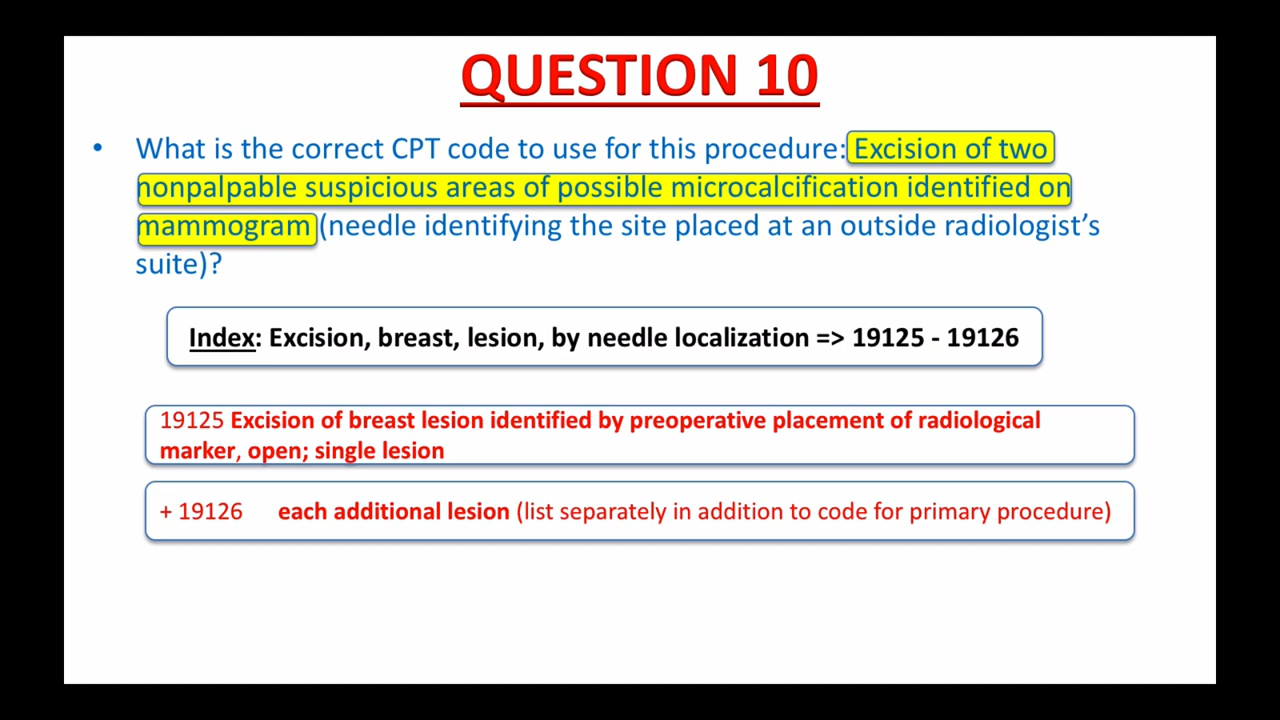 QUESTION 10
• What is the correct CPT code to use for this procedure: Excision of two
nonpalpable suspicious areas of possible microcalcification identified on
mammogram (needle identifying the site placed at an outside radiologist’s
suite)?
Index: Excision, breast, lesion, by needle localization => 19125 - 19126
19125 Excision of breast lesion identified by preoperative placement of radiological
marker, open; single lesion
+ 19126 each additional lesion (list separately in addition to code for primary procedure)